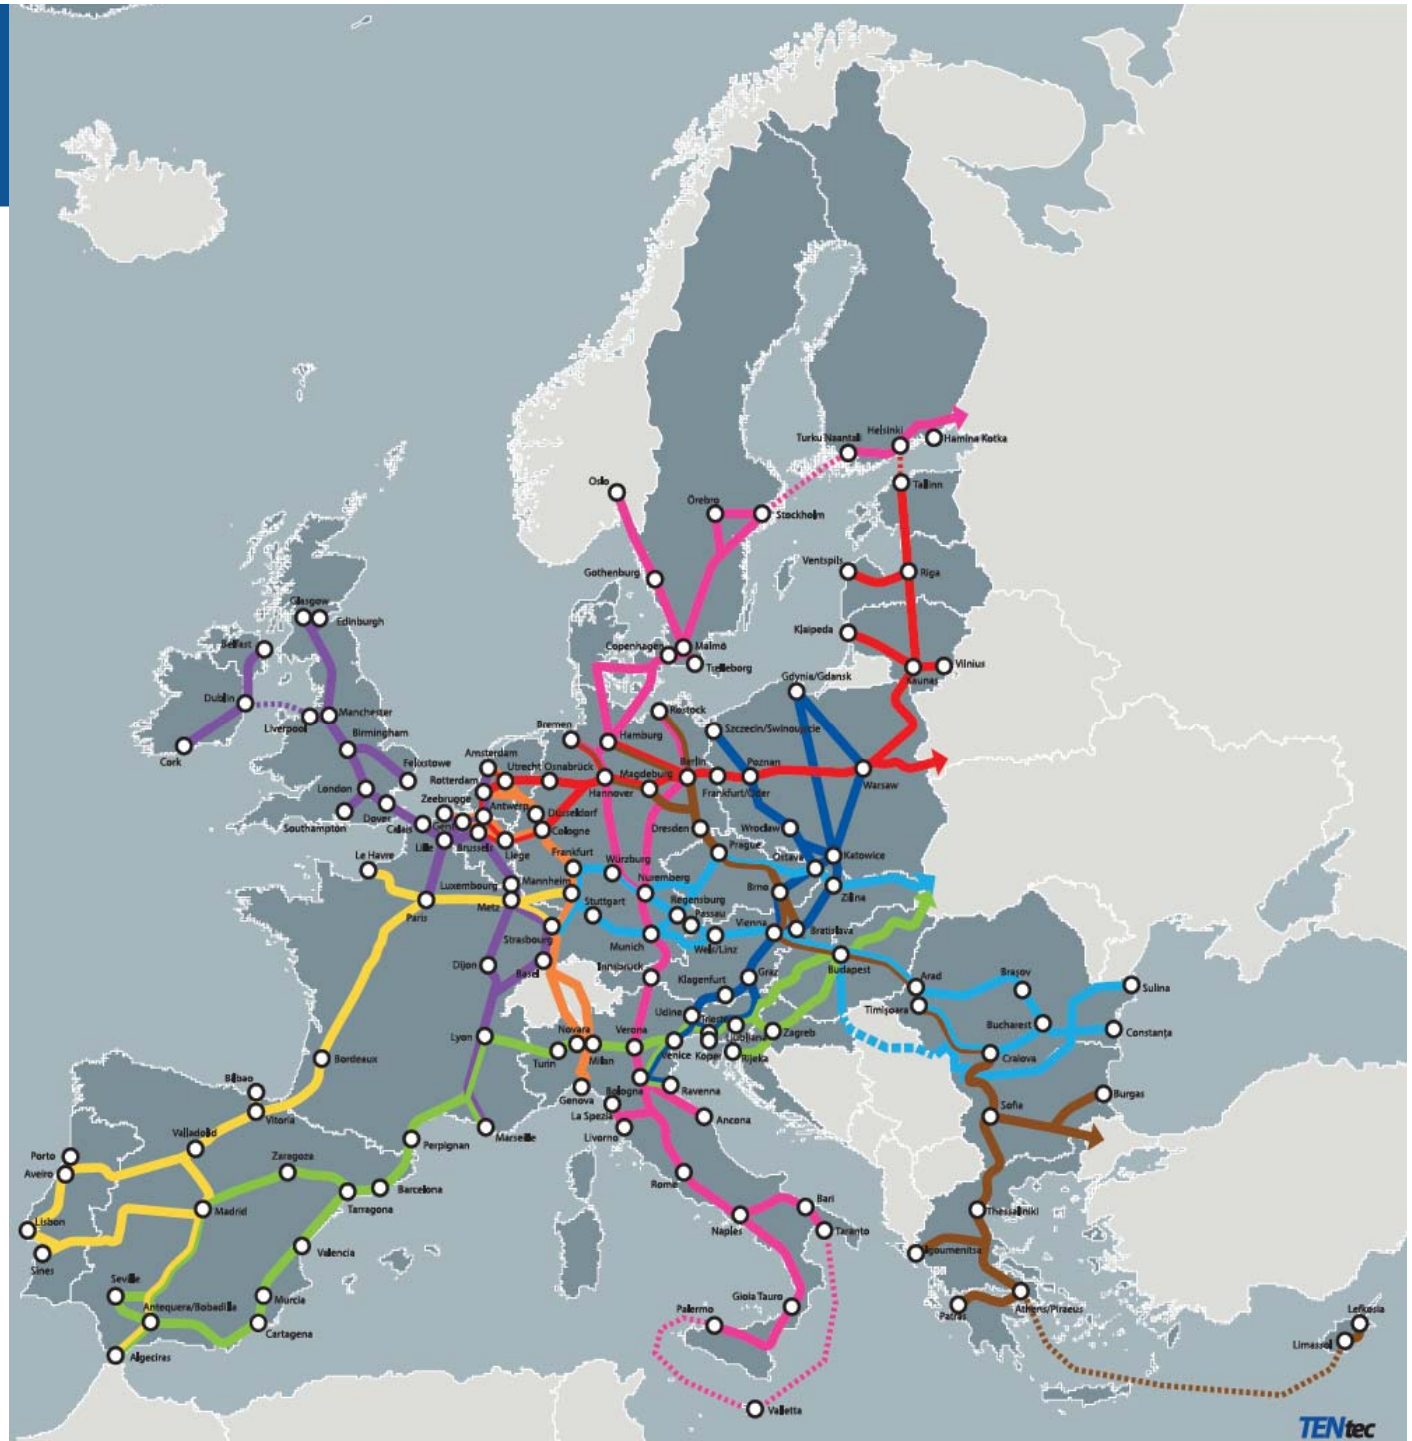 Turku Naantali
Helsinki
Hamina Kotka
Oslo
Örebro
Stockholm
Tallinn
Ventspils
Riga
Gothenburg
Glasgow
Edinburgh
Klaipeda
Belfast
Copenhagen
Malmö
Trelleborg
Kaunas
Vilnius
Gdynia/Gdansk
Dublin
Liverpool
Manchester
Rostock
Cork
Birmingham
Bremen
Hamburg
Szczecin/Swinoujscie
Amsterdam
Felixstowe
Rotterdam
Utrecht
Osnabrück
Magdeburg
Berlin
Poznan
Warsaw
London
Zeebrugge
Hannover
Frankfurt/Oder
Southampton
Dover
Antwerp
Düsseldorf
Calais
Gent
Cologne
Dresden
Wrocław
Lille
Brussels
Liege
Prague
Ostava
Katowice
Le Havre
Frankfurt
Würzburg
Luxembourg
Mannheim
Nuremberg
Brno
Zilina
Paris
Metz
Stuttgart
Regensburg
Passau
Strasbourg
Munich
Wels/Linz
Vienna
Bratislava
Dijon
Basel
Innsbruck
Klagenfurt
Graz
Budapest
Arad
Braşov
Sulina
Timişoara
Udine
Trieste
Ljubljana
Zagreb
Bucharest
Constanţa
Lyon
Novara
Verona
Turin
Milan
Venice
Koper
Rijeka
Craiova
Bordeaux
Bilbao
Vitoria
Genova
Bologna
Ravenna
Burgas
La Spezia
Ancona
Sofia
Livorno
Marseille
Valladolid
Perpignan
Porto
Aveiro
Zaragoza
Barcelona
Rome
Madrid
Tarragona
Bari
Thessaloniki
Lisbon
Naples
Taranto
Sines
Valencia
Igoumenitsa
Seville
Murcia
Gioia Tauro
Antequera/Bobadilla
Cartagena
Palermo
Patras
Athens/Piraeus
Lefkosia
Limassol
Algeciras
Valletta
TENtec